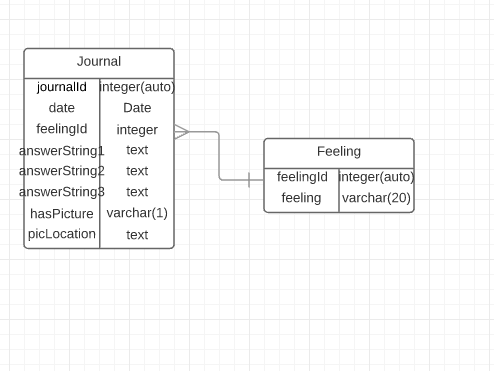 Journal
journalId integer(auto)
date Date
feelingId integer
answerString1 text
answerString2 text
answerString3 text
hasPicture varchar(1)
picLocation text
Feeling
feelingId integer(auto)
feeling varchar(20)